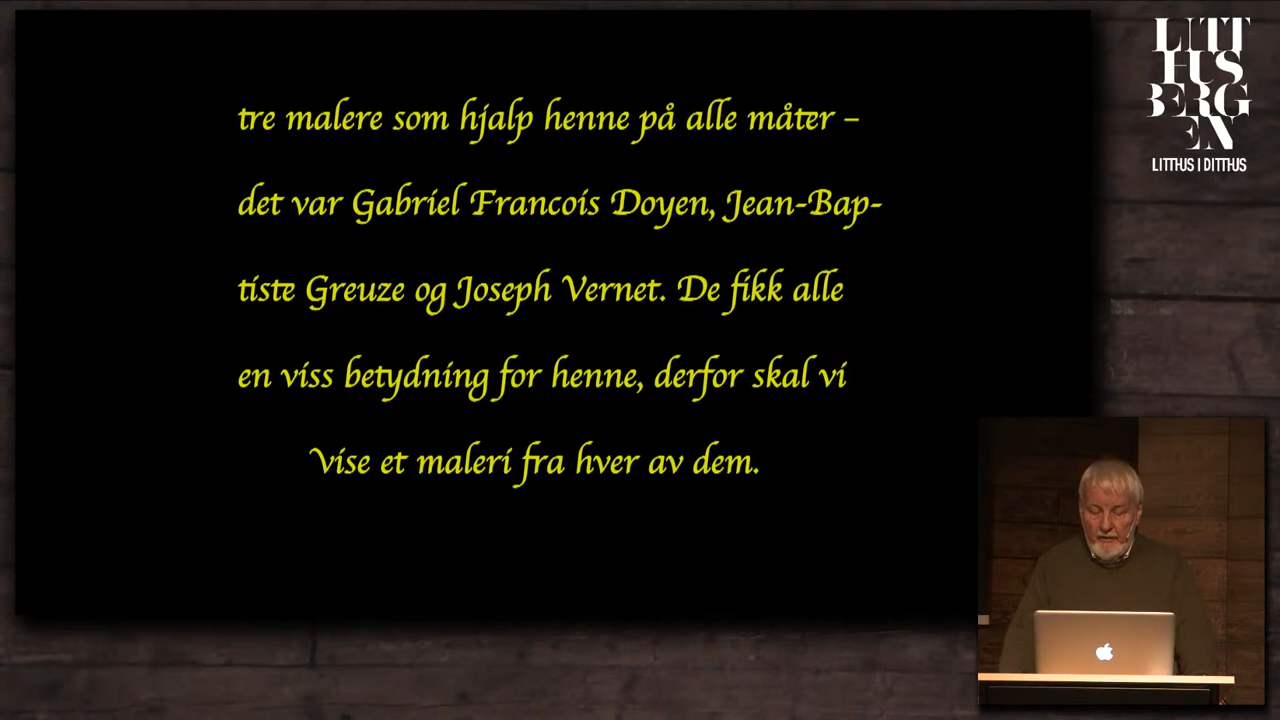 tre malere som hjalp henne på alle måter –
det var Gabriel Francois Doyen, Jean-Bap-
tiste Greuze og Joseph Vernet. De fikk alle
en viss betydning for henne, derfor skal vi
Vise et maleri fra hver av dem.
LITT
HUS
BERG
EN
LITTHUS I DITTHUS